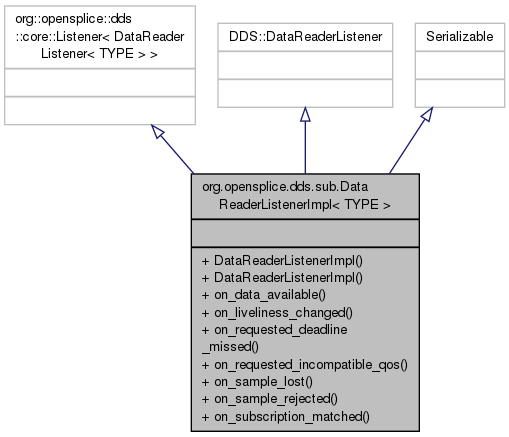 org::opensplice::dds
::core::Listener< DataReader
Listener< TYPE > >
DDS::DataReaderListener
Serializable
org.opensplice.dds.sub.Data
ReaderListenerImpl< TYPE >
+ DataReaderListenerImpl()
+ DataReaderListenerImpl()
+ on_data_available()
+ on_liveliness_changed()
+ on_requested_deadline
_missed()
+ on_requested_incompatible_qos()
+ on_sample_lost()
+ on_sample_rejected()
+ on_subscription_matched()